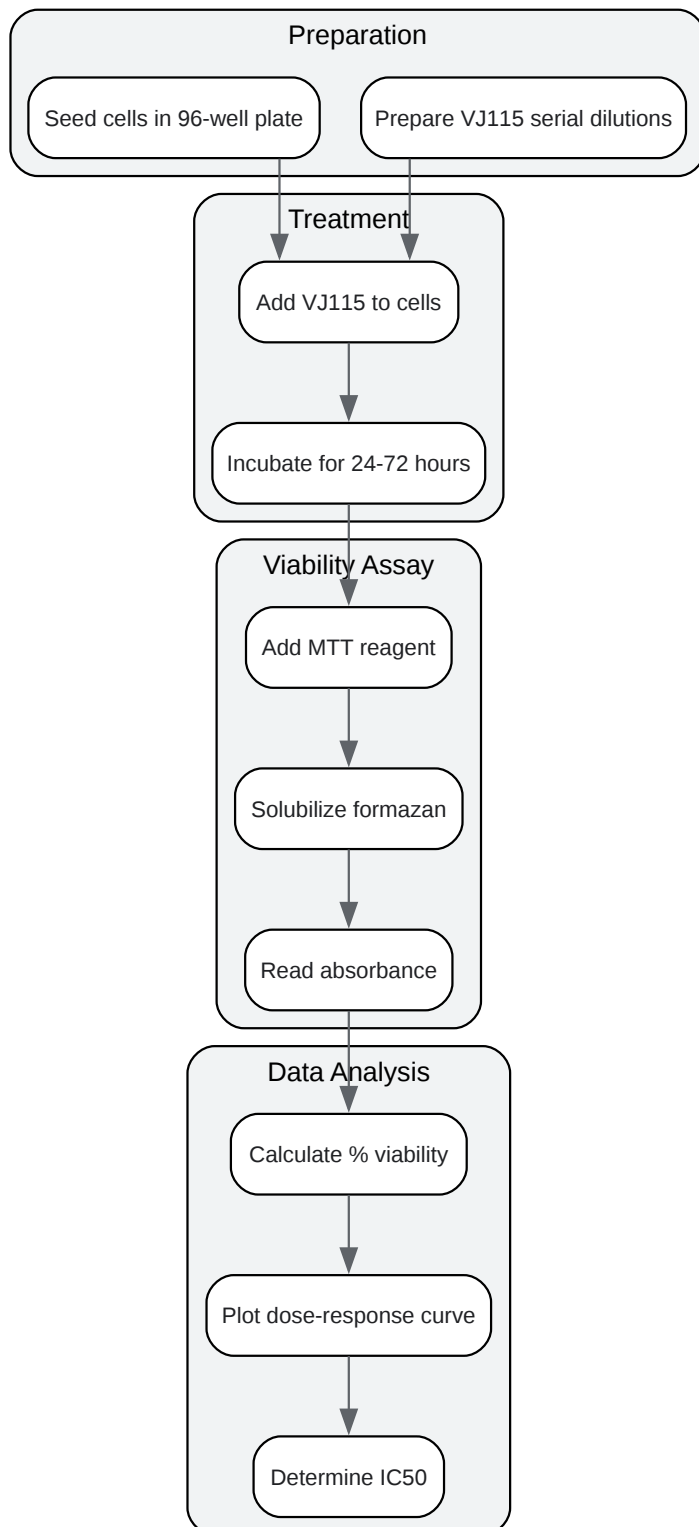 Preparation
Seed cells in 96-well plate
Prepare VJ115 serial dilutions
Treatment
Add VJ115 to cells
Incubate for 24-72 hours
Viability Assay
Add MTT reagent
Solubilize formazan
Read absorbance
Data Analysis
Calculate % viability
Plot dose-response curve
Determine IC50